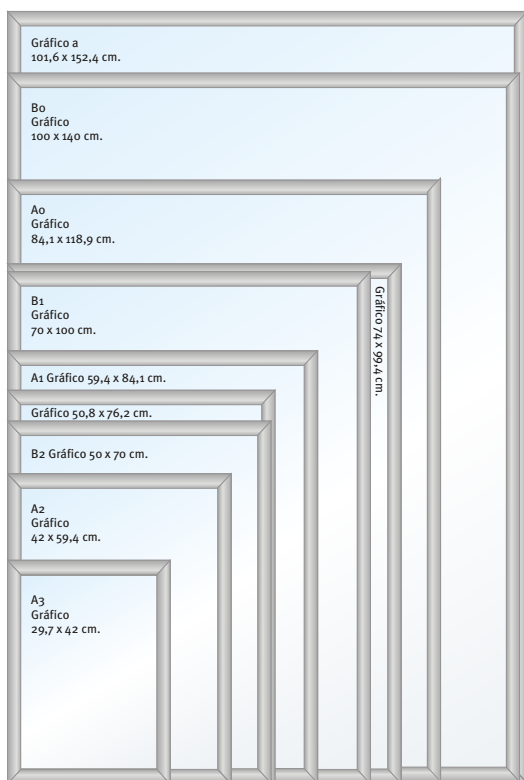 Gráfico a
101,6 x 152,4 cm.
B0
Gráfico
100 x 140 cm.
A0
Gráfico
84,1 x 118,9 cm.
Gráfico 74 x 99,4 cm.
B1
Gráfico
70 x 100 cm.
A1 Gráfico 59,4 x 84,1 cm.
Gráfico 50,8 x 76,2 cm.
B2 Gráfico 50 x 70 cm.
A2
Gráfico
42 x 59,4 cm.
A3
Gráfico
29,7 x 42 cm.